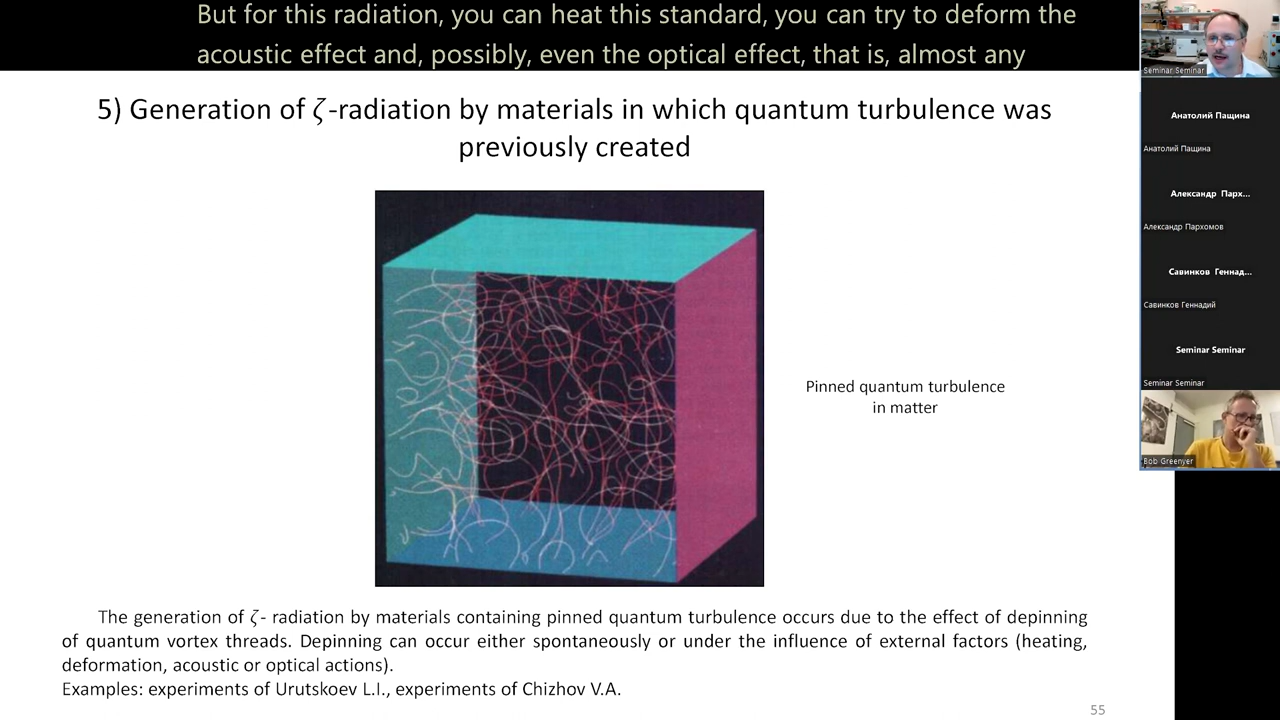 But for this radiation, you can heat this standard, you can try to deform the
acoustic effect and, possibly, even the optical effect, that is, almost any
5) Generation of ζ-radiation by materials in which quantum turbulence was
previously created
Pinned quantum turbulence
in matter
The generation of ζ- radiation by materials containing pinned quantum turbulence occurs due to the effect of depinning
of quantum vortex threads. Depinning can occur either spontaneously or under the influence of external factors (heating,
deformation, acoustic or optical actions).
Examples: experiments of Urutskoev L.I., experiments of Chizhov V.A.
55
Seminar Seminar
Анатолий Пащина
Анатолий Пащина
Александр Парх...
Александр Пархомов
Савинков Геннад...
Савинков Геннадий
Seminar Seminar
Seminar Seminar
Bob Greenyer